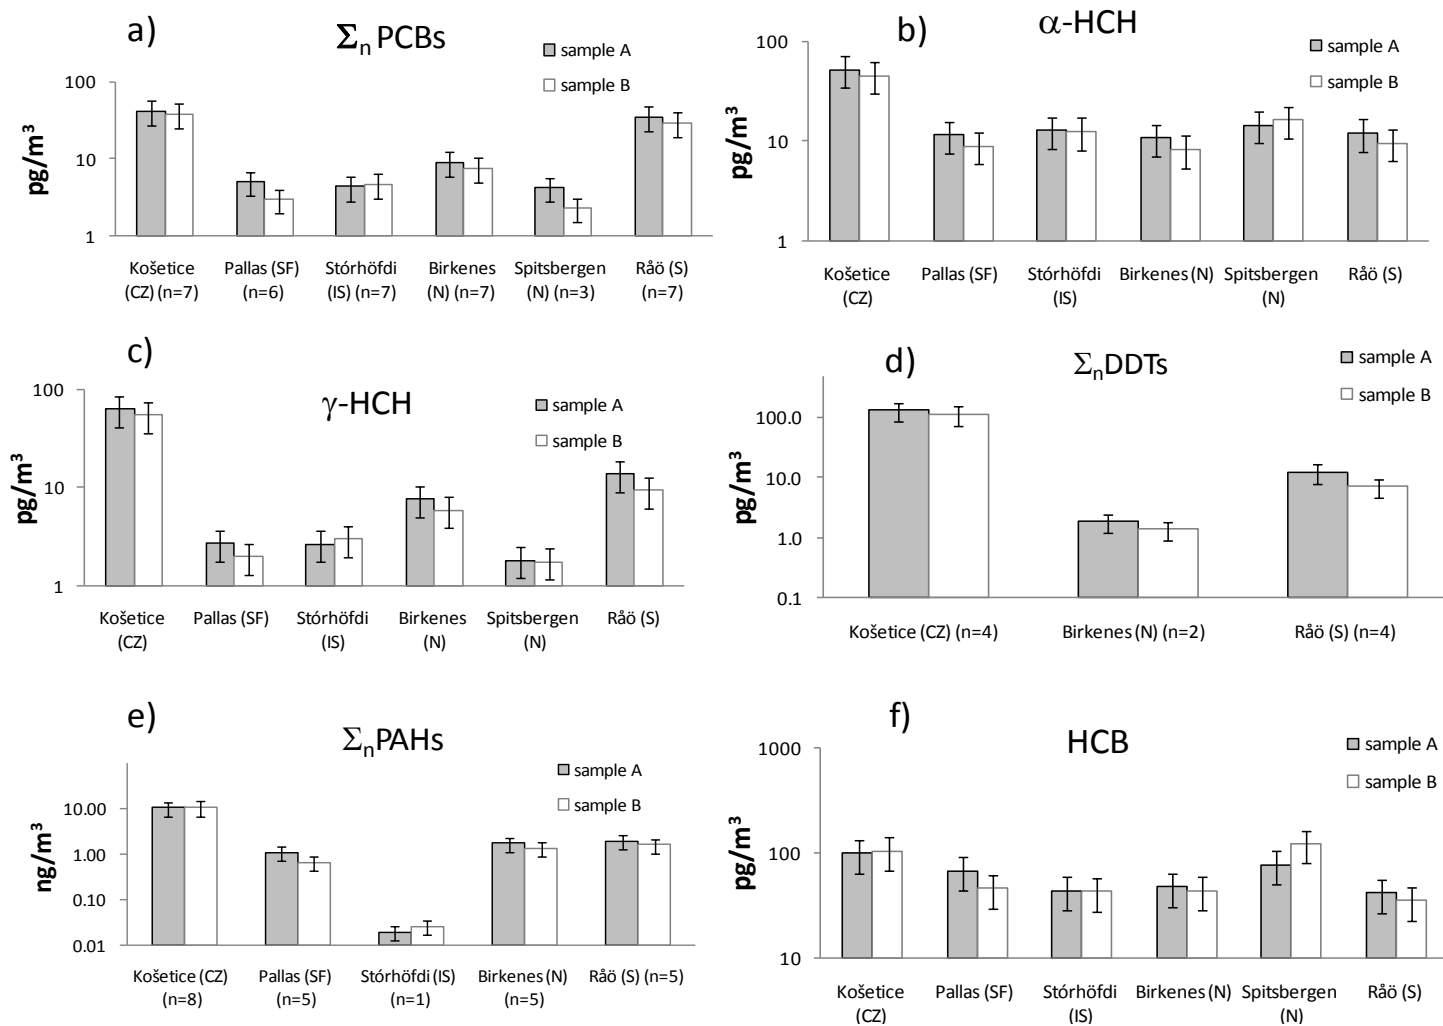 a)
Σn PCBs
sample A
sample B
100
10
1
pg/m³
Košetice
(CZ) (n=7)
Pallas (SF)
(n=6)
Stórhöfdi
(IS) (n=7)
Birkenes
(N) (n=7)
Spitsbergen
(N) (n=3)
Råö (S)
(n=7)
b)
α-HCH
sample A
sample B
100
10
1
pg/m³
Košetice
(CZ)
Pallas (SF)
Stórhöfdi
(IS)
Birkenes (N)
Spitsbergen
(N)
Råö (S)
c)
γ-HCH
sample A
sample B
100
10
1
pg/m³
Košetice
(CZ)
Pallas (SF)
Stórhöfdi
(IS)
Birkenes
(N)
Spitsbergen
(N)
Råö (S)
d)
ΣnDDTs
sample A
sample B
100.0
10.0
1.0
0.1
pg/m³
Košetice (CZ) (n=4)
Birkenes (N) (n=2)
Råö (S) (n=4)
e)
ΣnPAHs
sample A
sample B
10.00
1.00
0.10
0.01
ng/m³
Košetice (CZ)
(n=8)
Pallas (SF)
(n=5)
Stórhöfdi (IS)
(n=1)
Birkenes (N)
(n=5)
Råö (S) (n=5)
f)
HCB
sample A
sample B
1000
100
10
pg/m³
Košetice
(CZ)
Pallas (SF)
Stórhöfdi
(IS)
Birkenes (N)
Spitsbergen
(N)
Råö (S)